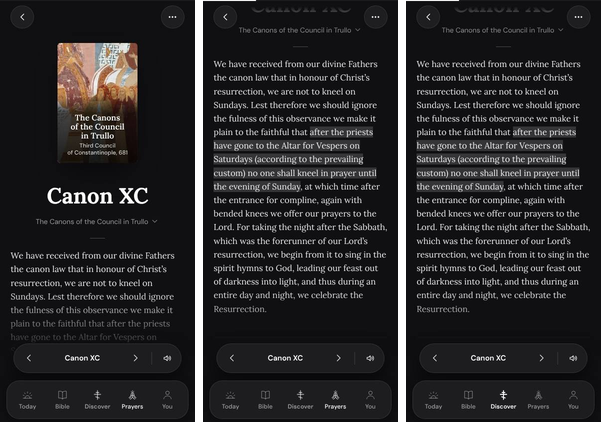 The Canons
of the Council
in Trullo
Third Council
of Constantinople, 681
Canon XC
The Canons of the Council in Trullo
We have received from our divine Fathers
the canon law that in honour of Christ's
resurrection, we are not to kneel on
Sundays. Lest therefore we should ignore
the fulness of this observance we make it
plain to the faithful that after the priests
have gone to the Altar for Vespers on
Canon XC
Today
Bible
Discover
Prayers
You
Canon XC
The Canons of the Council in Trullo
We have received from our divine Fathers
the canon law that in honour of Christ's
resurrection, we are not to kneel on
Sundays. Lest therefore we should ignore
the fulness of this observance we make it
plain to the faithful that after the priests
have gone to the Altar for Vespers on
Saturdays (according to the prevailing
custom) no one shall kneel in prayer until
the evening of Sunday, at which time after
the entrance for compline, again with
bended knees we offer our prayers to the
Lord. For taking the night after the Sabbath,
which was the forerunner of our Lord's
resurrection, we begin from it to sing in the
spirit hymns to God, leading our feast out
of darkness into light, and thus during an
entire day and night, we celebrate the
Resurrection.
Canon XC
Today
Bible
Discover
Prayers
You
Canon XC
The Canons of the Council in Trullo
We have received from our divine Fathers
the canon law that in honour of Christ's
resurrection, we are not to kneel on
Sundays. Lest therefore we should ignore
the fulness of this observance we make it
plain to the faithful that after the priests
have gone to the Altar for Vespers on
Saturdays (according to the prevailing
custom) no one shall kneel in prayer until
the evening of Sunday, at which time after
the entrance for compline, again with
bended knees we offer our prayers to the
Lord. For taking the night after the Sabbath,
which was the forerunner of our Lord's
resurrection, we begin from it to sing in the
spirit hymns to God, leading our feast out
of darkness into light, and thus during an
entire day and night, we celebrate the
Resurrection.
Canon XC
Today
Bible
Discover
Prayers
You